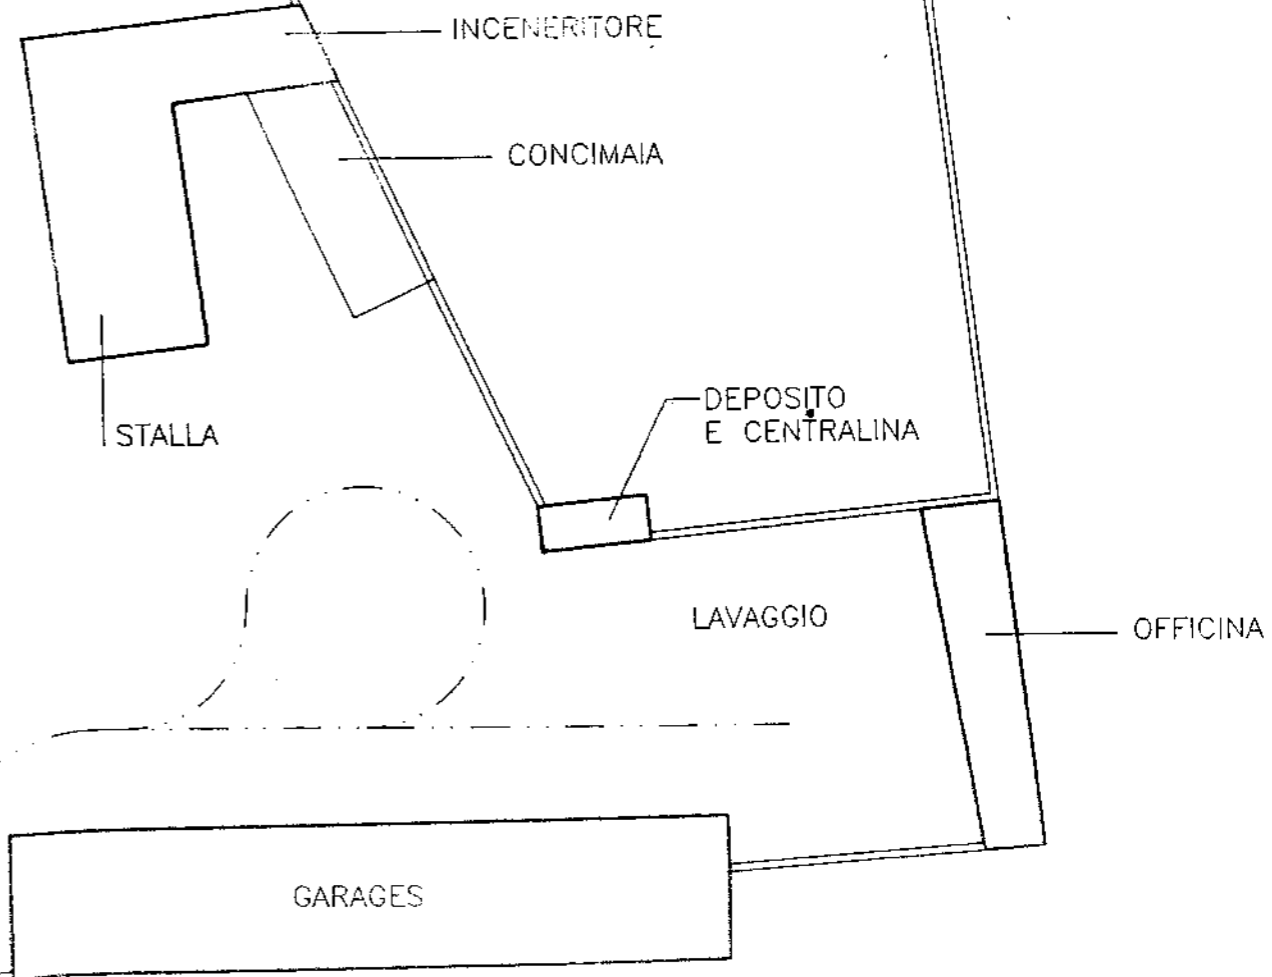 INCENERITORE
CONCIMAIA
DEPOSITO
E CENTRALINA
STALLA
LAVAGGIO
OFFICINA
GARAGES